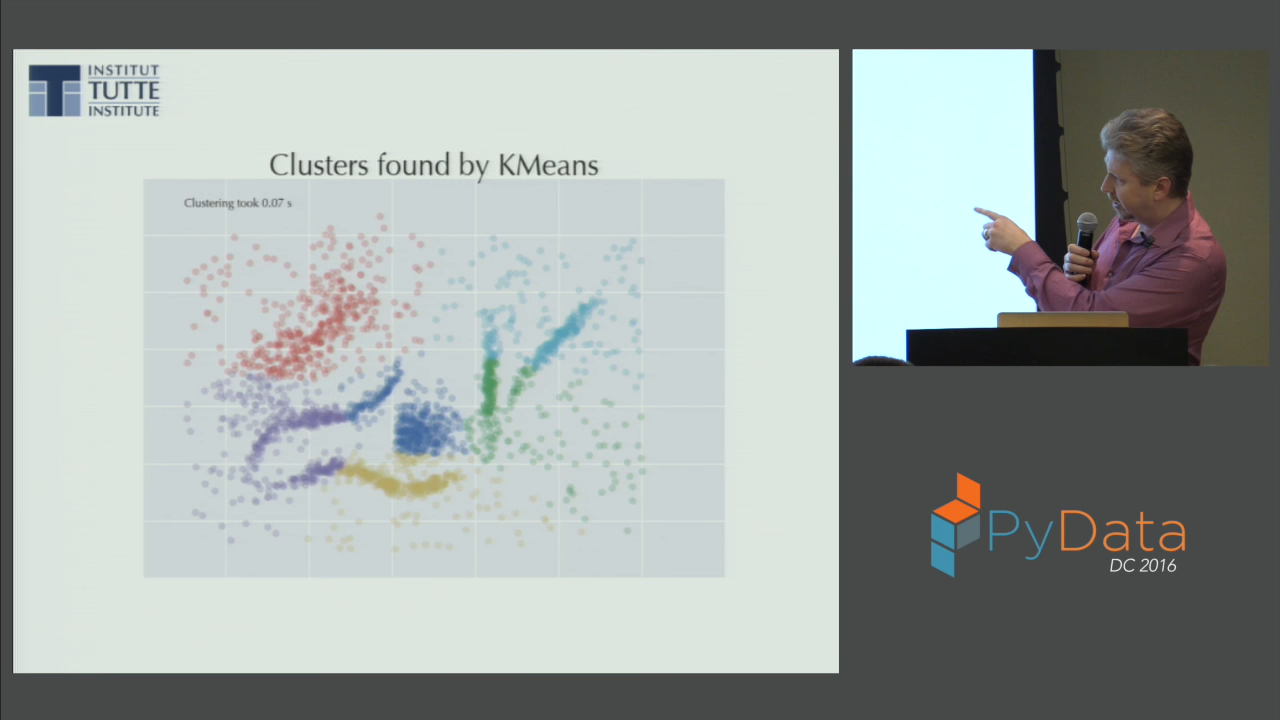 INSTITUT
TUTTE
INSTITUTE
Clusters found by KMeans
Clustering took 0.07 s
PyData
DC 2016